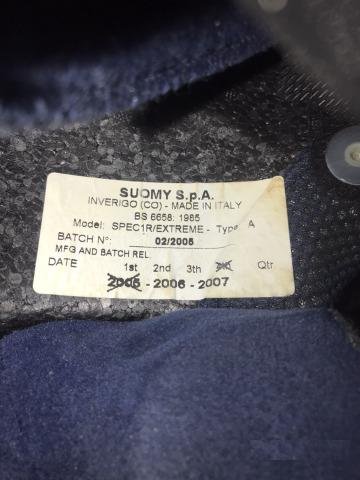 SUOMY S.p.A.
INVERIGO (CO) - MADE IN ITALY
BS 6658: 1985
Model: SPEC1R/EXTREME - Type A
BATCH N°: 02/2005
MFG AND BATCH REL.
DATE 1st 2nd 3th Qtr
2005 - 2006 - 2007